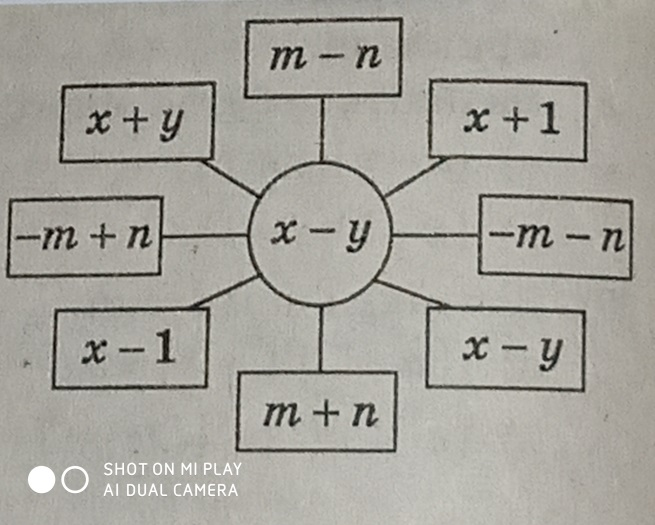 m – n
x + y
x + 1
–m + n
x – y
–m – n
x – 1
x – y
m + n
SHOT ON MI PLAY
AI DUAL CAMERA